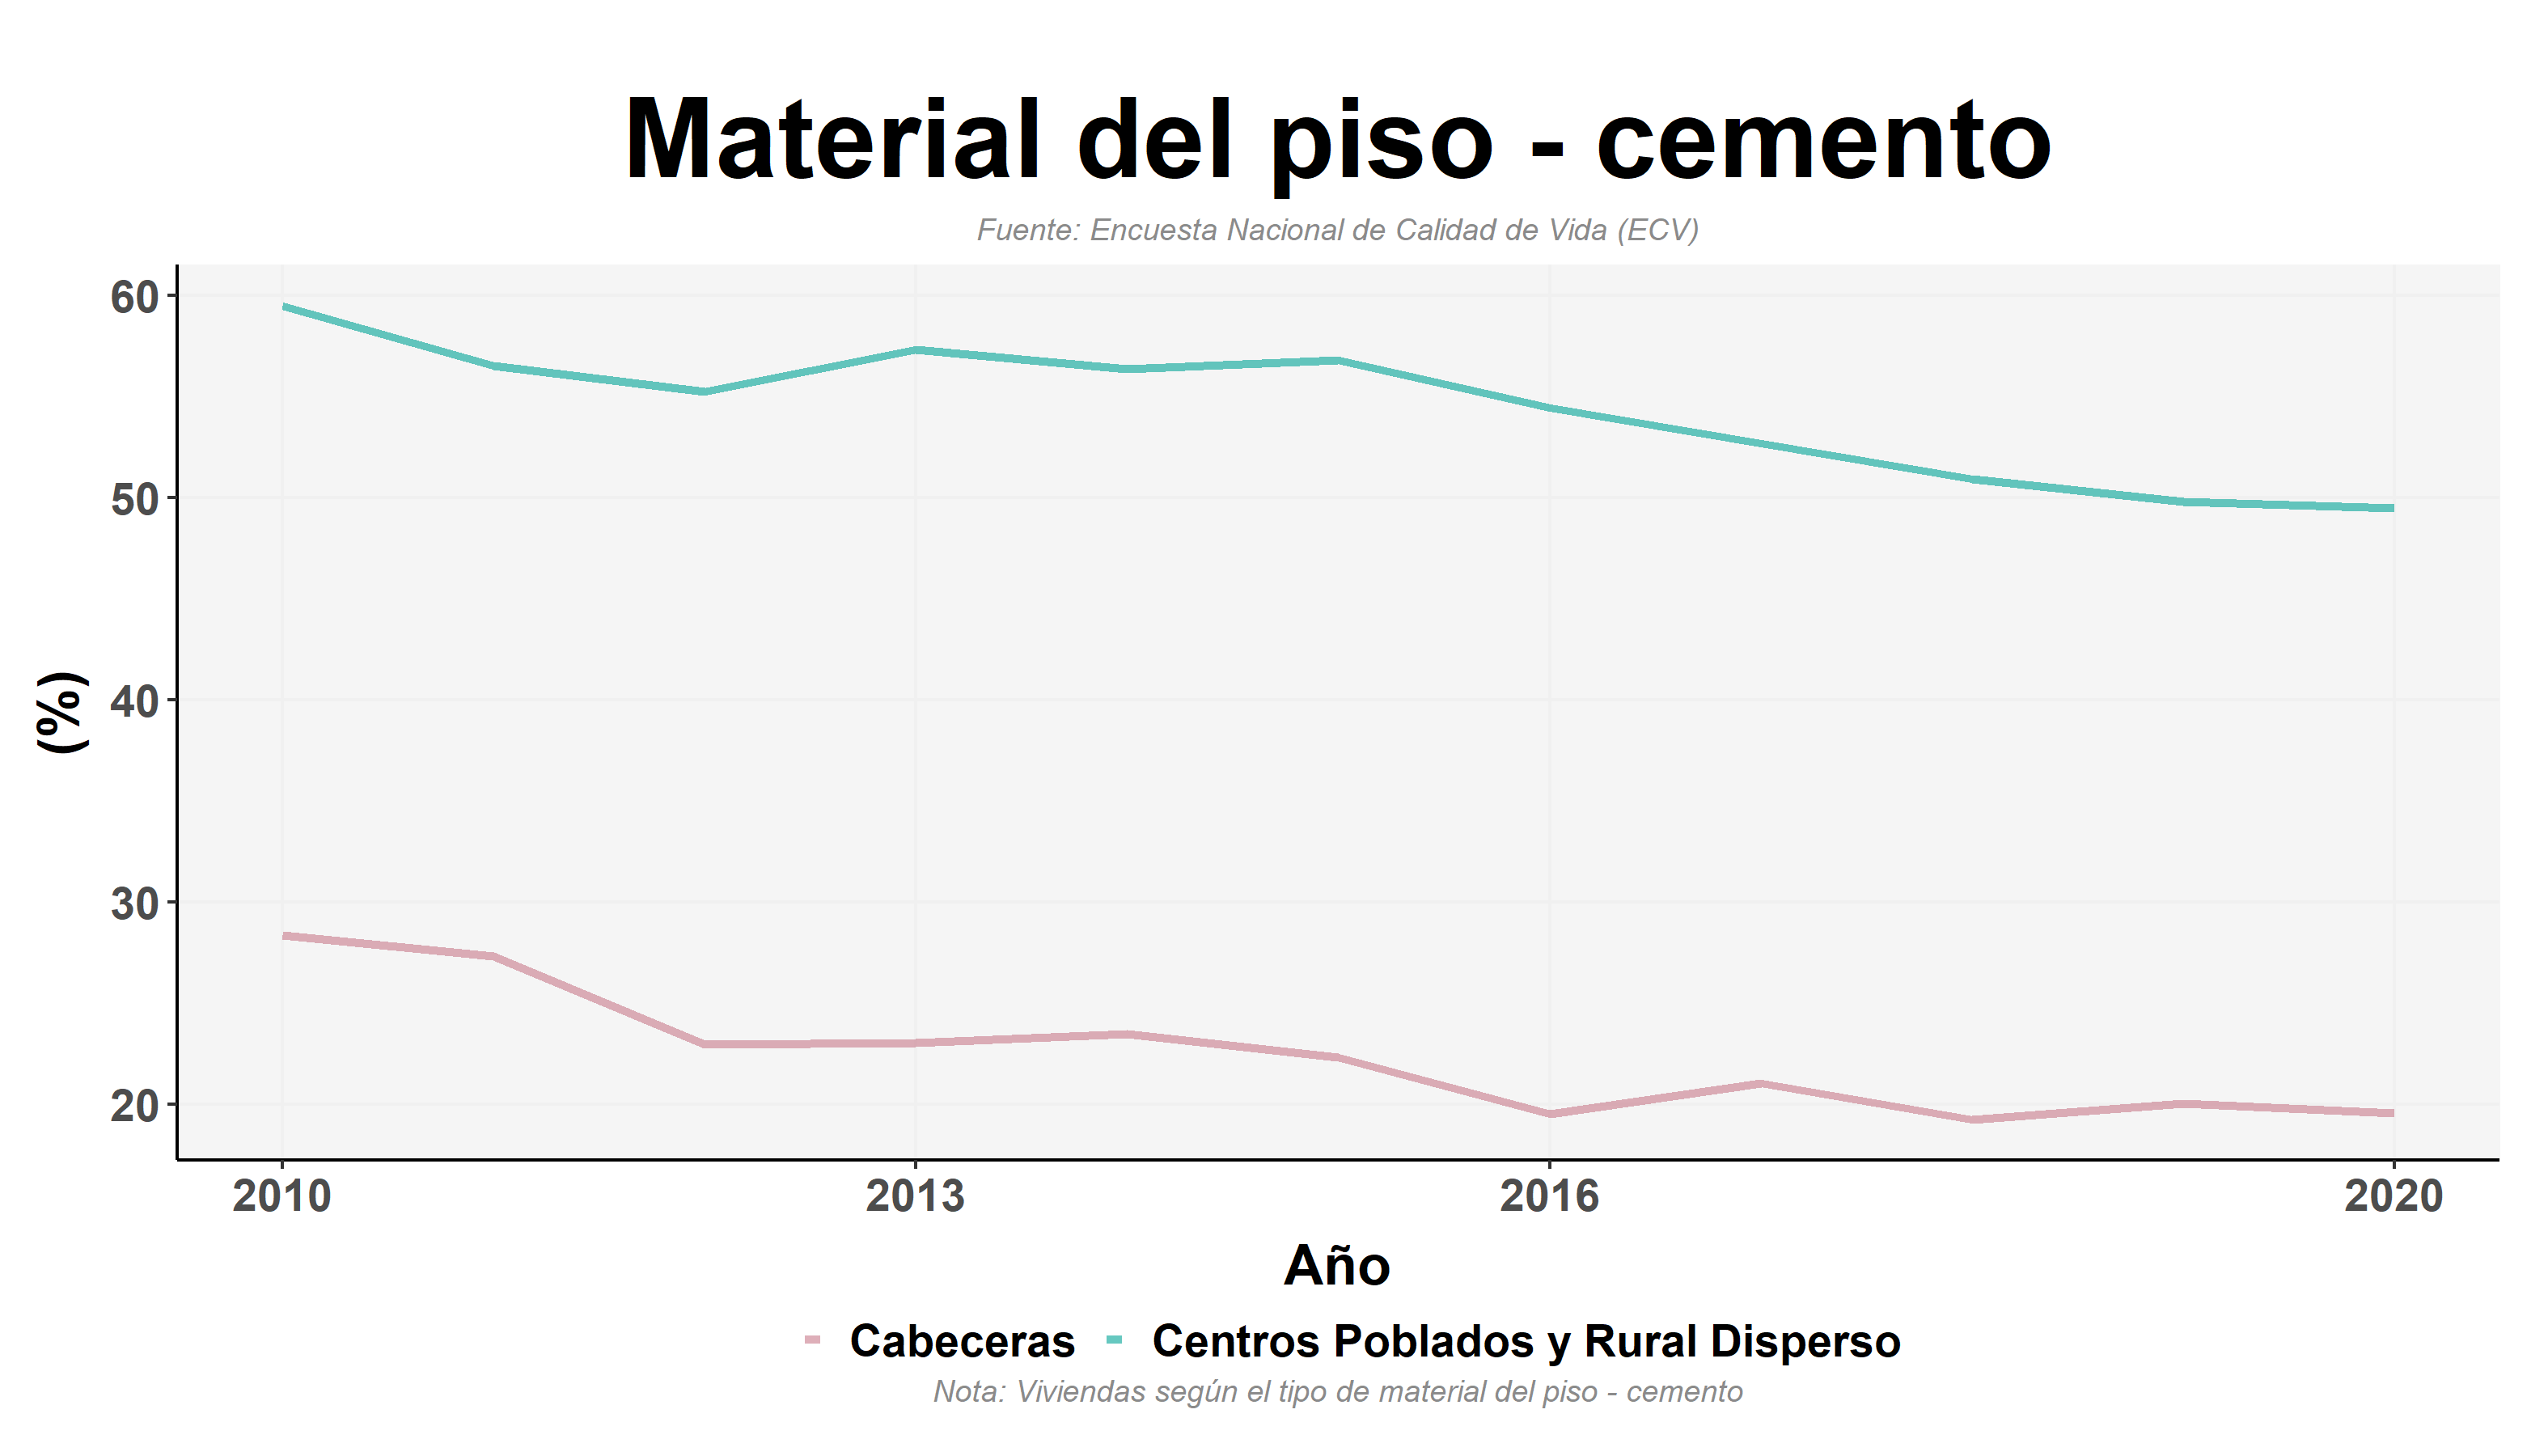 Material del piso - cemento
Fuente: Encuesta Nacional de Calidad de Vida (ECV)
60
50
40
30
20
(%)
2010 2013 2016 2020
Año
Cabeceras Centros Poblados y Rural Disperso
Nota: Viviendas según el tipo de material del piso - cemento